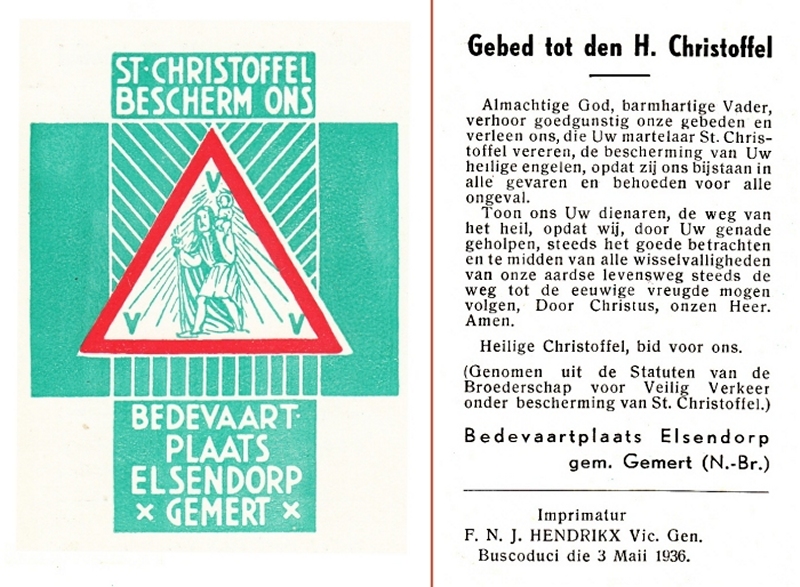 ST·CHRISTOFFEL
BESCHERM ONS
V
V V
BEDEVAART-
PLAATS
ELSENDORP
× GEMERT ×
Gebed tot den H. Christoffel
Almachtige God, barmhartige Vader,
verhoor goedgunstig onze gebeden en
verleen ons, die Uw martelaar St. Chris-
toffel vereren, de bescherming van Uw
heilige engelen, opdat zij ons bijstaan in
alle gevaren en behoeden voor alle
ongeval.
Toon ons Uw dienaren, de weg van
het heil, opdat wij, door Uw genade
geholpen, steeds het goede betrachten
en te midden van alle wisselvalligheden
van onze aardse levensweg steeds de
weg tot de eeuwige vreugde mogen
volgen, Door Christus, onzen Heer.
Amen.
Heilige Christoffel, bid voor ons.
(Genomen uit de Statuten van de
Broederschap voor Veilig Verkeer
onder bescherming van St. Christoffel.)
Bedevaartplaats Elsendorp
gem. Gemert (N.-Br.)
Imprimatur
F. N. J. HENDRIKX Vic. Gen.
Buscoduci die 3 Maii 1936.